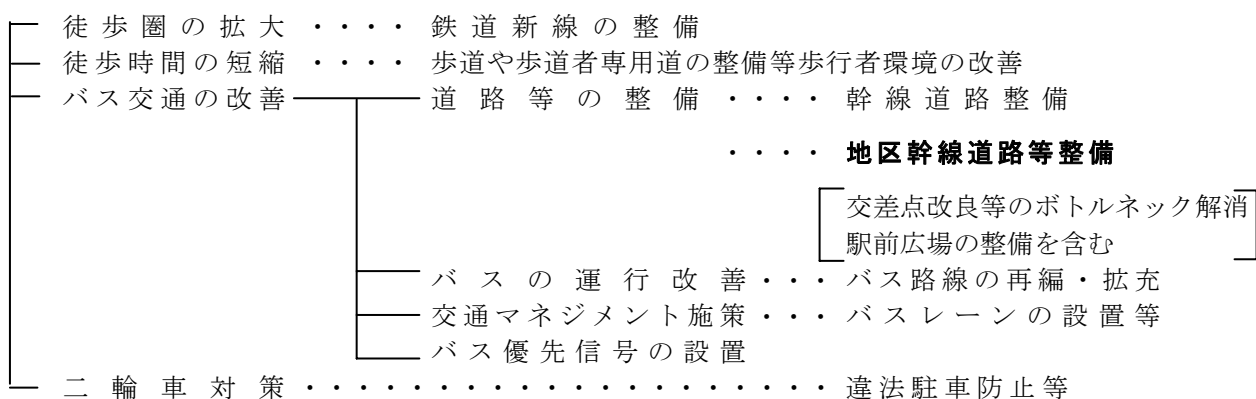 徒歩圏の拡大 ・・・・ 鉄道新線の整備
徒歩時間の短縮 ・・・・ 歩道や歩道者専用道の整備等歩行者環境の改善
バス交通の改善 道路等の整備 ・・・・ 幹線道路整備
・・・・ 地区幹線道路等整備
交差点改良等のボトルネック解消
駅前広場の整備を含む
バスの運行改善・・・ バス路線の再編・拡充
交通マネジメント施策・・・ バスレーンの設置等
バス優先信号の設置
二輪車対策・・・・・・・・・・・・・・・・・・・・ 違法駐車防止等